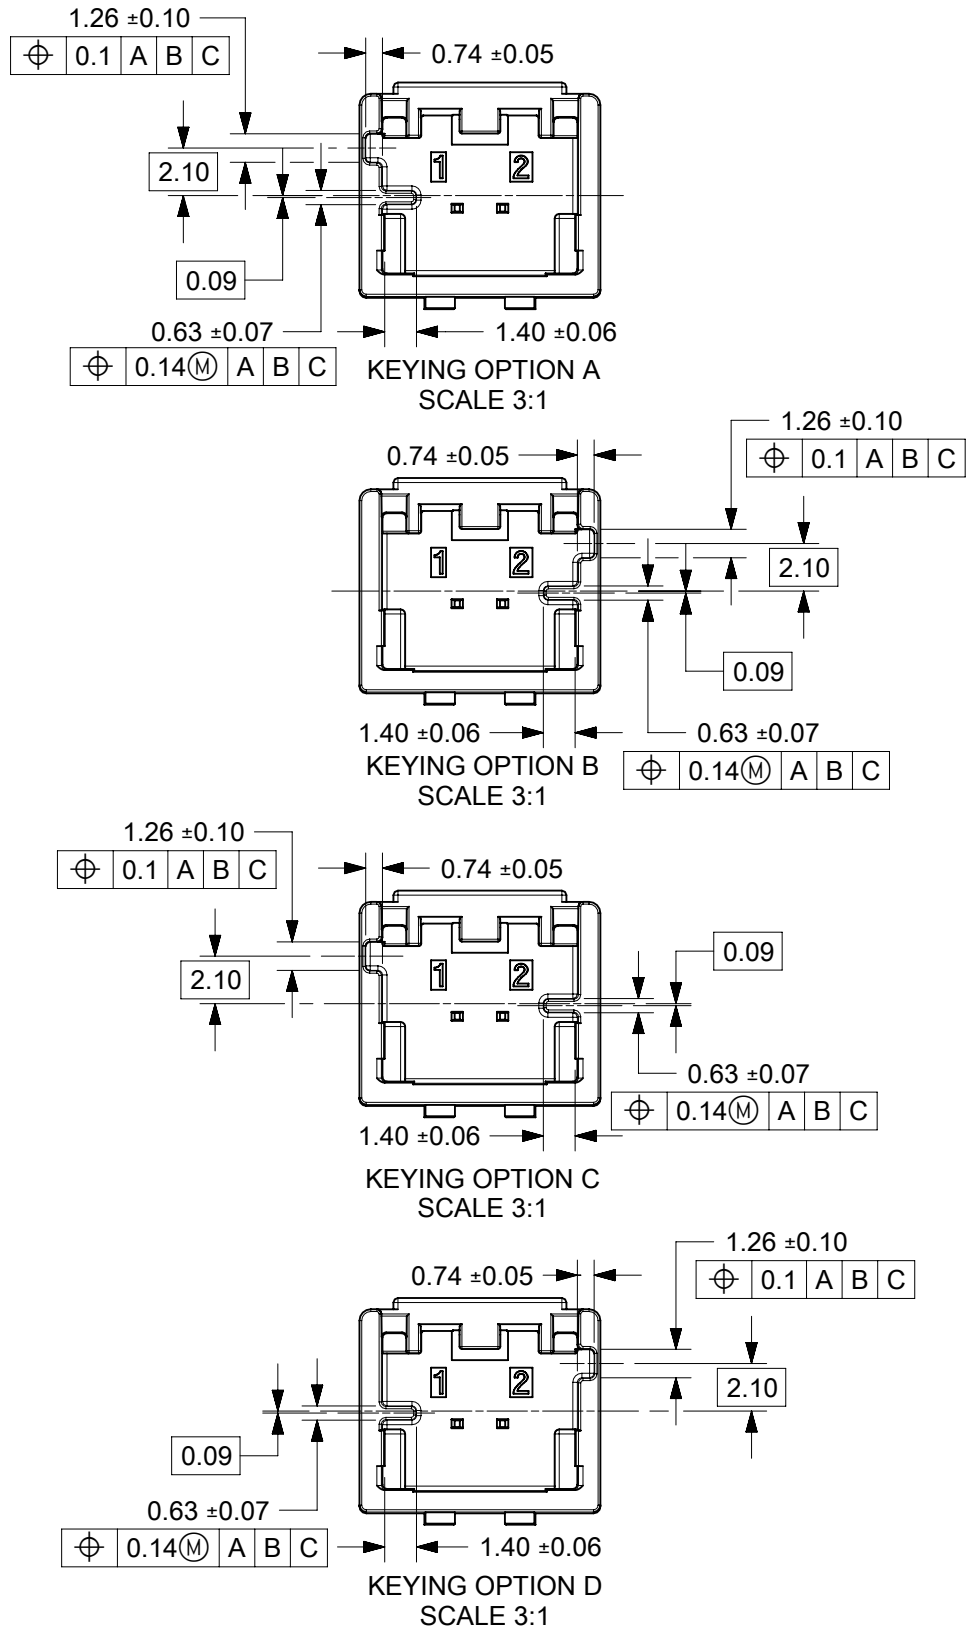 1.26 ±0.10
⌖ 0.1 A B C
0.74 ±0.05
2.10
1 2
0.09
0.63 ±0.07
⌖ 0.14Ⓜ A B C
1.40 ±0.06
KEYING OPTION A
SCALE 3:1
1.26 ±0.10
⌖ 0.1 A B C
0.74 ±0.05
1 2
2.10
0.09
1.40 ±0.06
0.63 ±0.07
⌖ 0.14Ⓜ A B C
KEYING OPTION B
SCALE 3:1
1.26 ±0.10
⌖ 0.1 A B C
0.74 ±0.05
0.09
2.10
1 2
0.63 ±0.07
⌖ 0.14Ⓜ A B C
1.40 ±0.06
KEYING OPTION C
SCALE 3:1
1.26 ±0.10
⌖ 0.1 A B C
0.74 ±0.05
1 2
2.10
0.09
0.63 ±0.07
⌖ 0.14Ⓜ A B C
1.40 ±0.06
KEYING OPTION D
SCALE 3:1